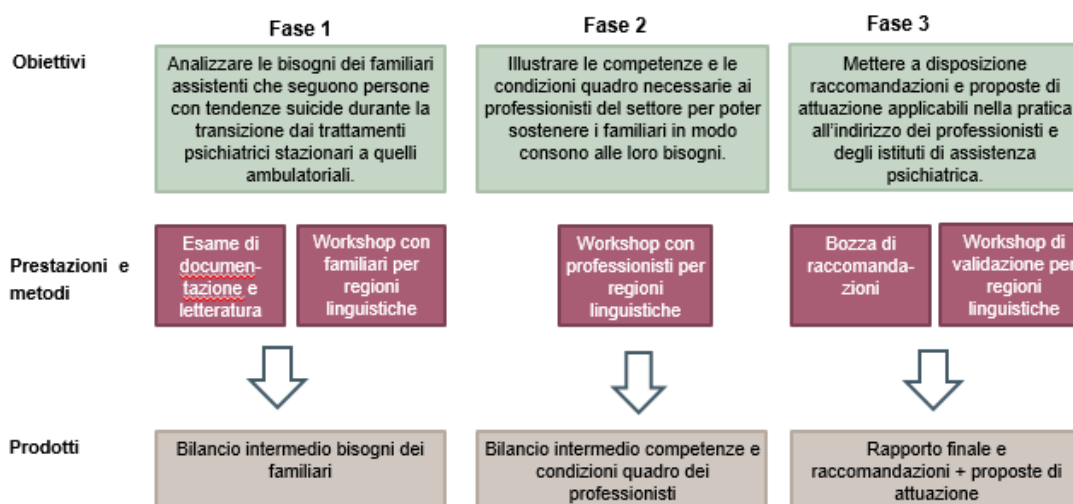 Fase 1
Fase 2
Fase 3
Obiettivi
Analizzare le bisogni dei familiari
assistenti che seguono persone
con tendenze suicide durante la
transizione dai trattamenti
psichiatrici stazionari a quelli
ambulatoriali.
Illustrare le competenze e le
condizioni quadro necessarie ai
professionisti del settore per poter
sostenere i familiari in modo
consono alle loro bisogni.
Mettere a disposizione
raccomandazioni e proposte di
attuazione applicabili nella pratica
all'indirizzo dei professionisti e
degli istituti di assistenza
psichiatrica.
Prestazioni e
metodi
Esame di
documen-
tazione e
letteratura
Workshop con
familiari per
regioni
linguistiche
Workshop con
professionisti per
regioni
linguistiche
Bozza di
raccomanda-
zioni
Workshop di
validazione per
regioni
linguistiche
Prodotti
Bilancio intermedio bisogni dei
familiari
Bilancio intermedio competenze e
condizioni quadro dei
professionisti
Rapporto finale e
raccomandazioni + proposte di
attuazione